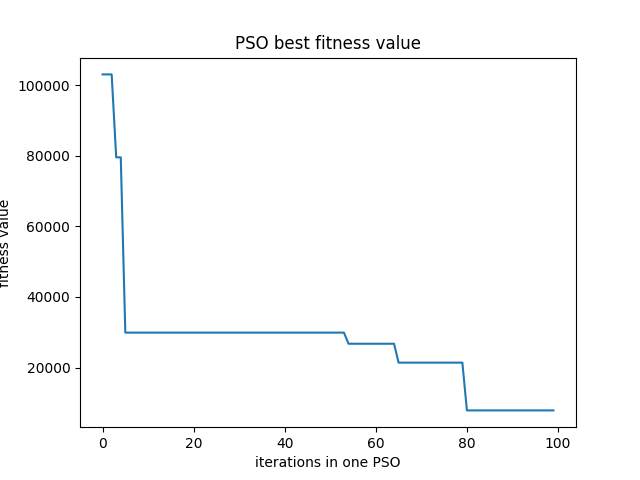 PSO best fitness value
100000
80000
60000
40000
20000
fitness value
0 20 40 60 80 100
iterations in one PSO